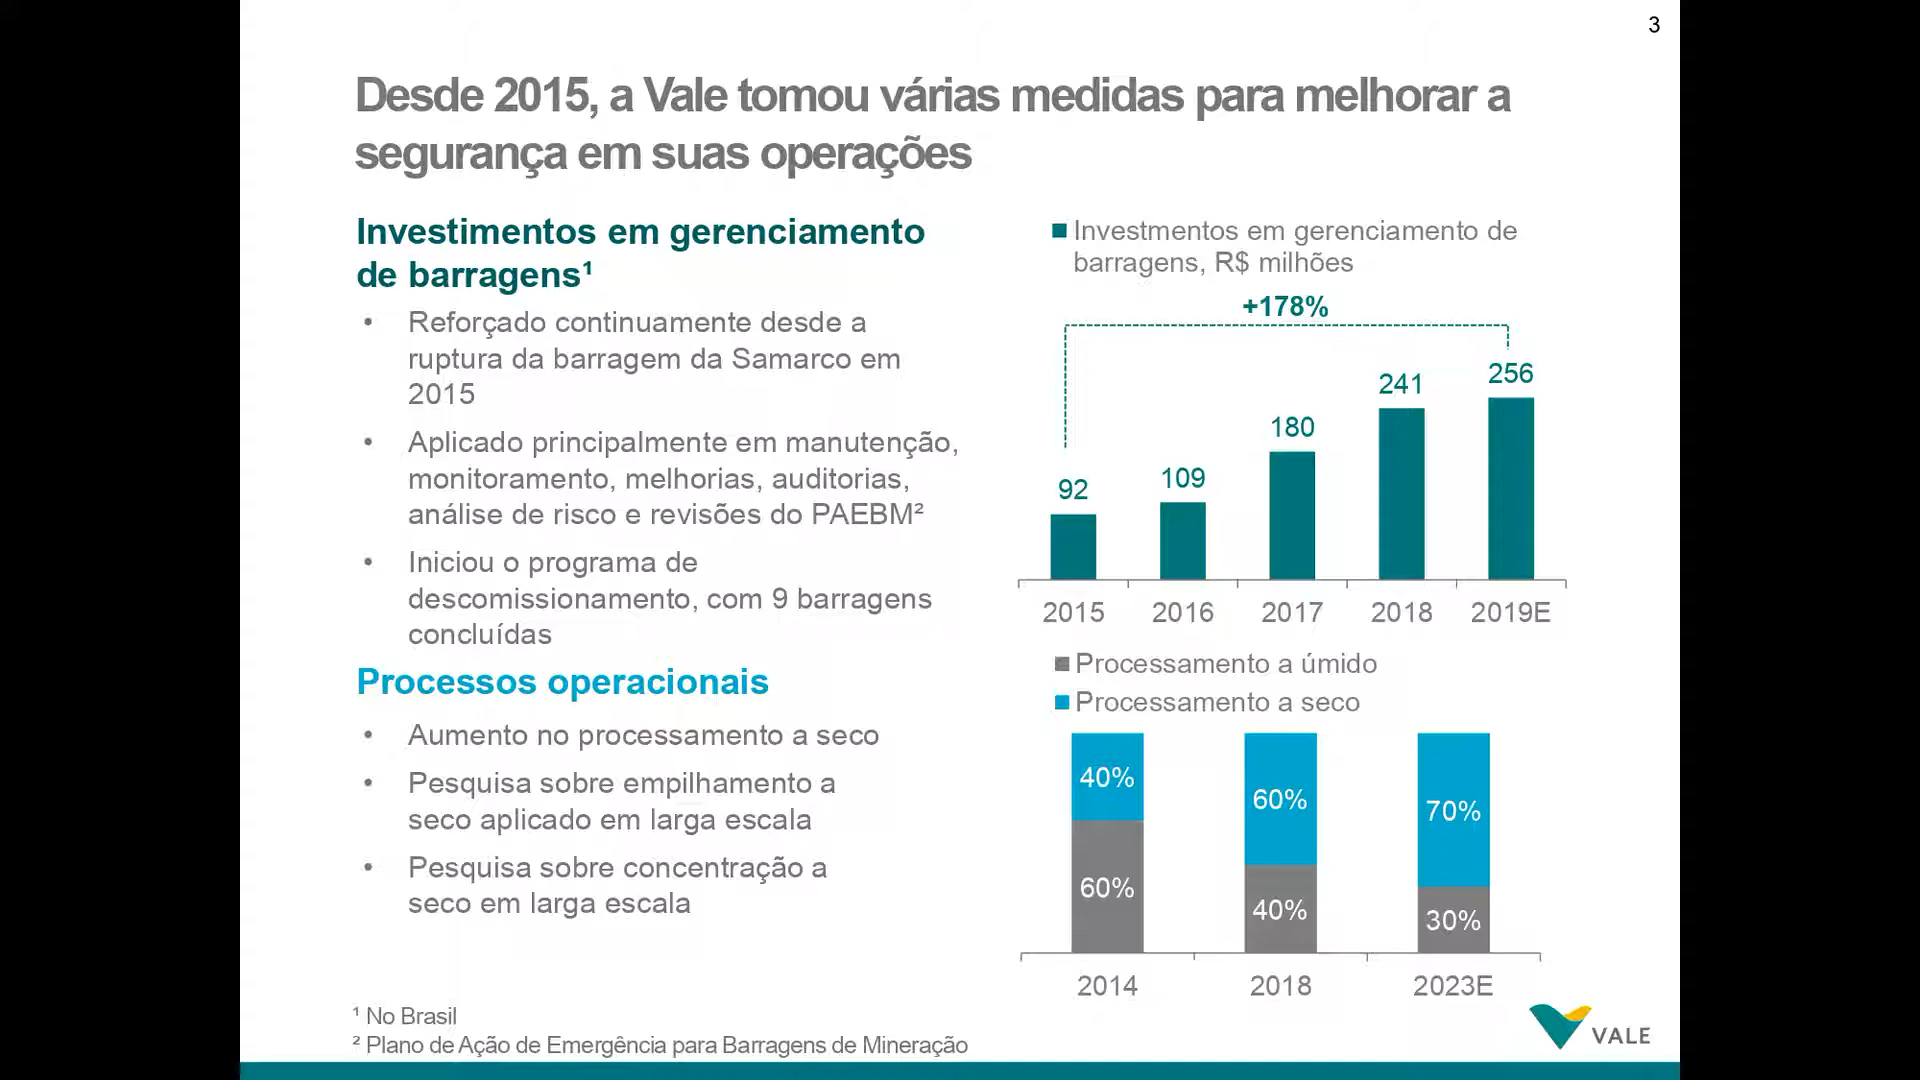 3
Desde 2015, a Vale tomou várias medidas para melhorar a
segurança em suas operações
Investimentos em gerenciamento
de barragens¹
• Reforçado continuamente desde a
ruptura da barragem da Samarco em
2015
• Aplicado principalmente em manutenção,
monitoramento, melhorias, auditorias,
análise de risco e revisões do PAEBM²
• Iniciou o programa de
descomissionamento, com 9 barragens
concluídas
Processos operacionais
• Aumento no processamento a seco
• Pesquisa sobre empilhamento a
seco aplicado em larga escala
• Pesquisa sobre concentração a
seco em larga escala
Investmentos em gerenciamento de
barragens, R$ milhões
+178%
92 109 180 241 256
2015 2016 2017 2018 2019E
Processamento a úmido
Processamento a seco
40% 60% 70%
60% 40% 30%
2014 2018 2023E
¹ No Brasil
² Plano de Ação de Emergência para Barragens de Mineração
VALE